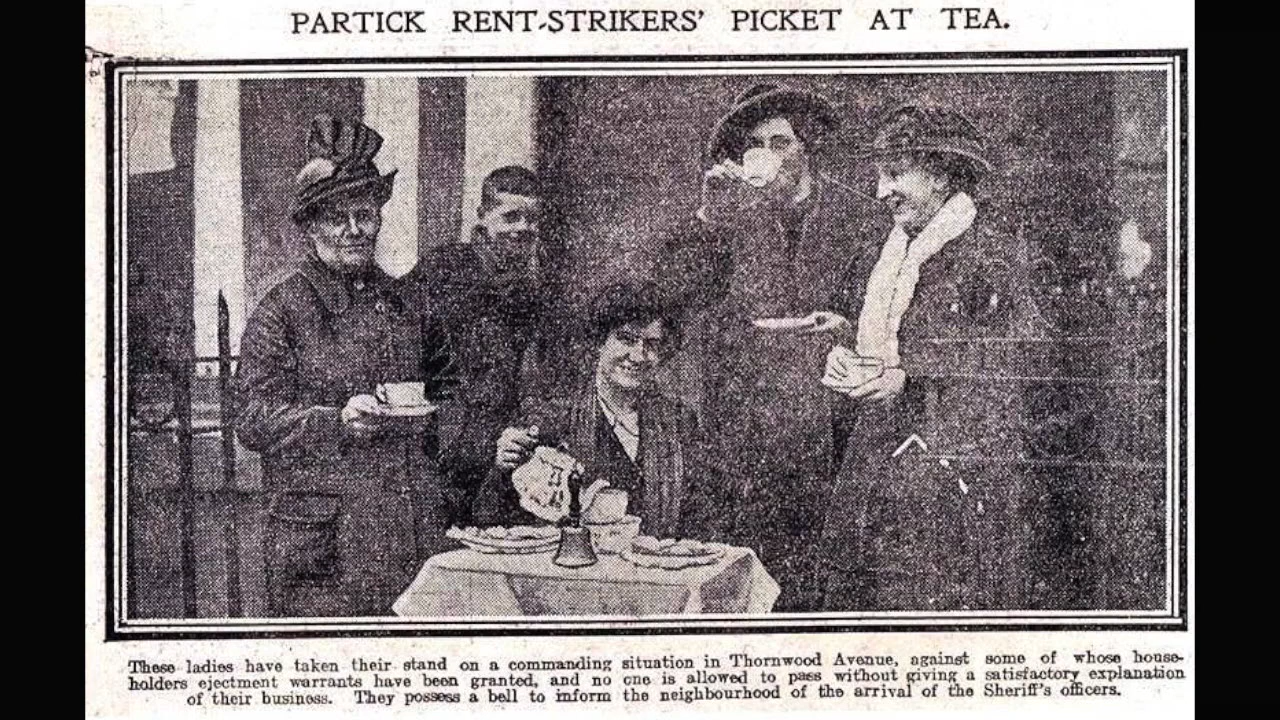 PARTICK RENT-STRIKERS' PICKET AT TEA.
These ladies have taken their stand on a commanding situation in Thornwood Avenue, against some of whose house-
holders ejectment warrants have been granted, and no one is allowed to pass without giving a satisfactory explanation
of their business. They possess a bell to inform the neighbourhood of the arrival of the Sheriff's officers.